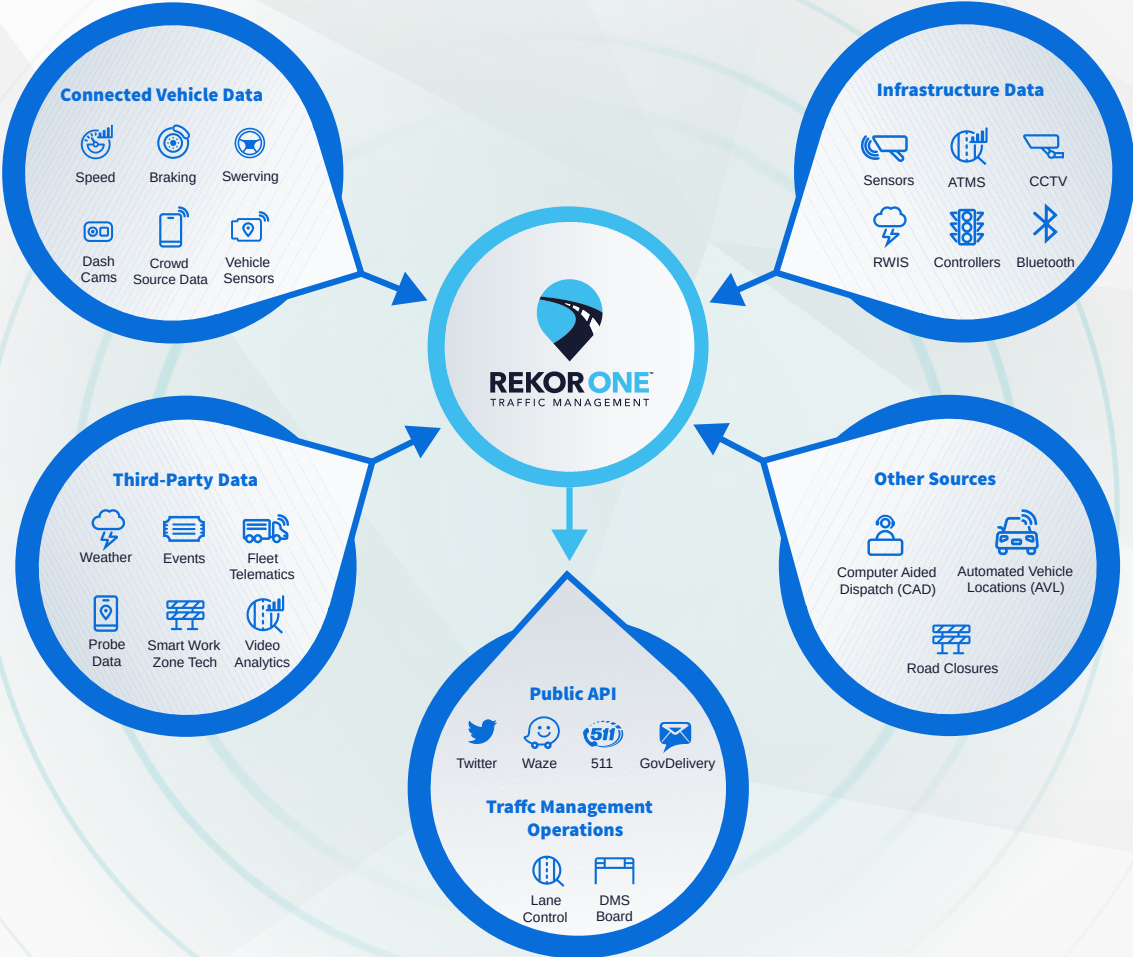 Connected Vehicle Data
Speed
Braking
Swerving
Dash
Cams
Crowd
Source Data
Vehicle
Sensors
Infrastructure Data
Sensors
ATMS
CCTV
RWIS
Controllers
Bluetooth
REKOR ONE™
TRAFFIC MANAGEMENT
Third-Party Data
Weather
Events
Fleet
Telematics
Probe
Data
Smart Work
Zone Tech
Video
Analytics
Other Sources
Computer Aided
Dispatch (CAD)
Automated Vehicle
Locations (AVL)
Road Closures
Public API
511
Twitter
Waze
511
GovDelivery
Traffc Management
Operations
Lane
Control
DMS
Board